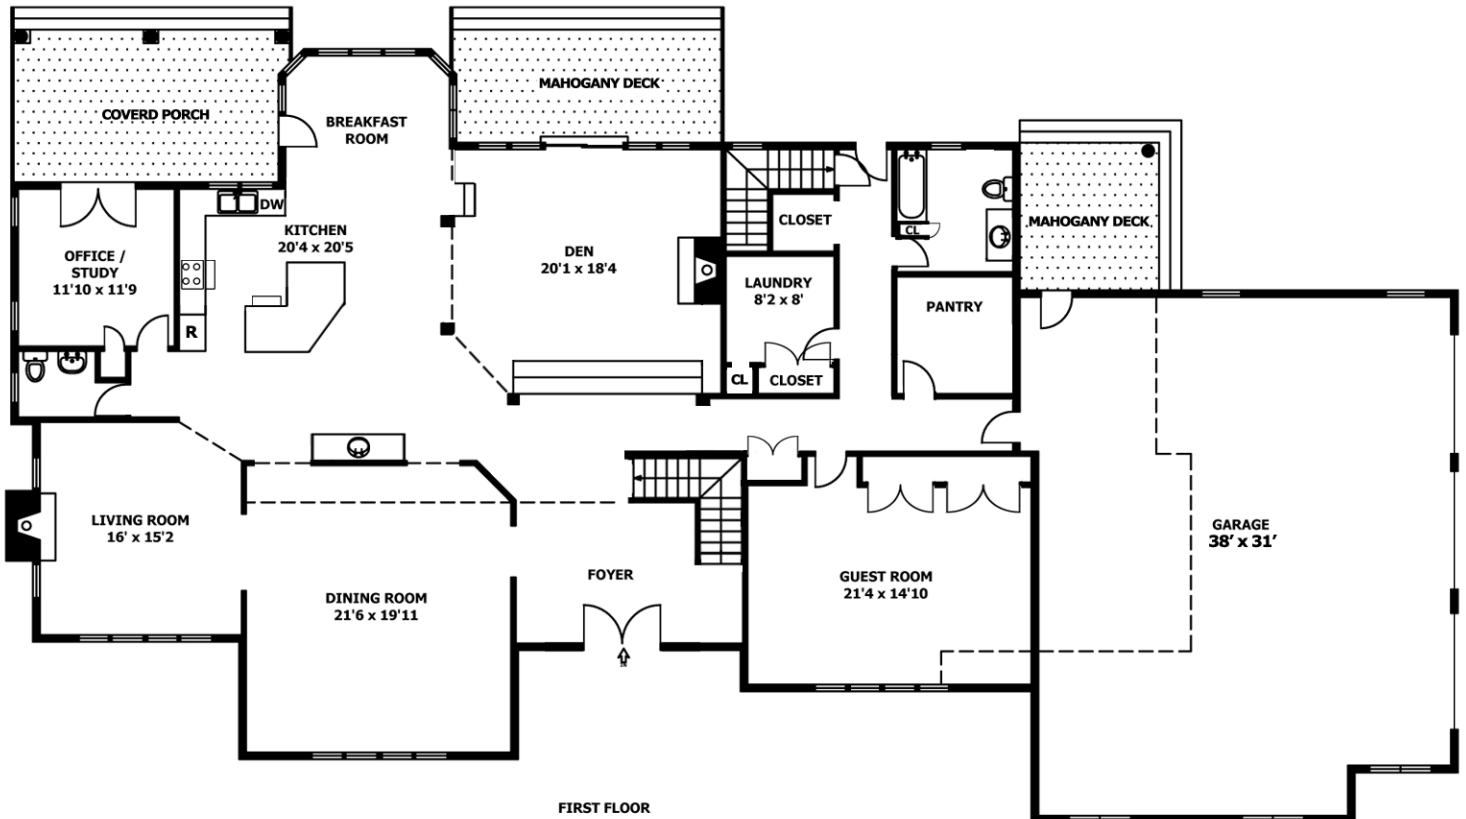 COVERD PORCH
MAHOGANY DECK
BREAKFAST
ROOM
DW
KITCHEN
20'4 x 20'5
OFFICE /
STUDY
11'10 x 11'9
R
DEN
20'1 x 18'4
CLOSET
CL
MAHOGANY DECK
LAUNDRY
8'2 x 8'
PANTRY
CL
CLOSET
LIVING ROOM
16' x 15'2
DINING ROOM
21'6 x 19'11
FOYER
GUEST ROOM
21'4 x 14'10
GARAGE
38’ x 31’
FIRST FLOOR